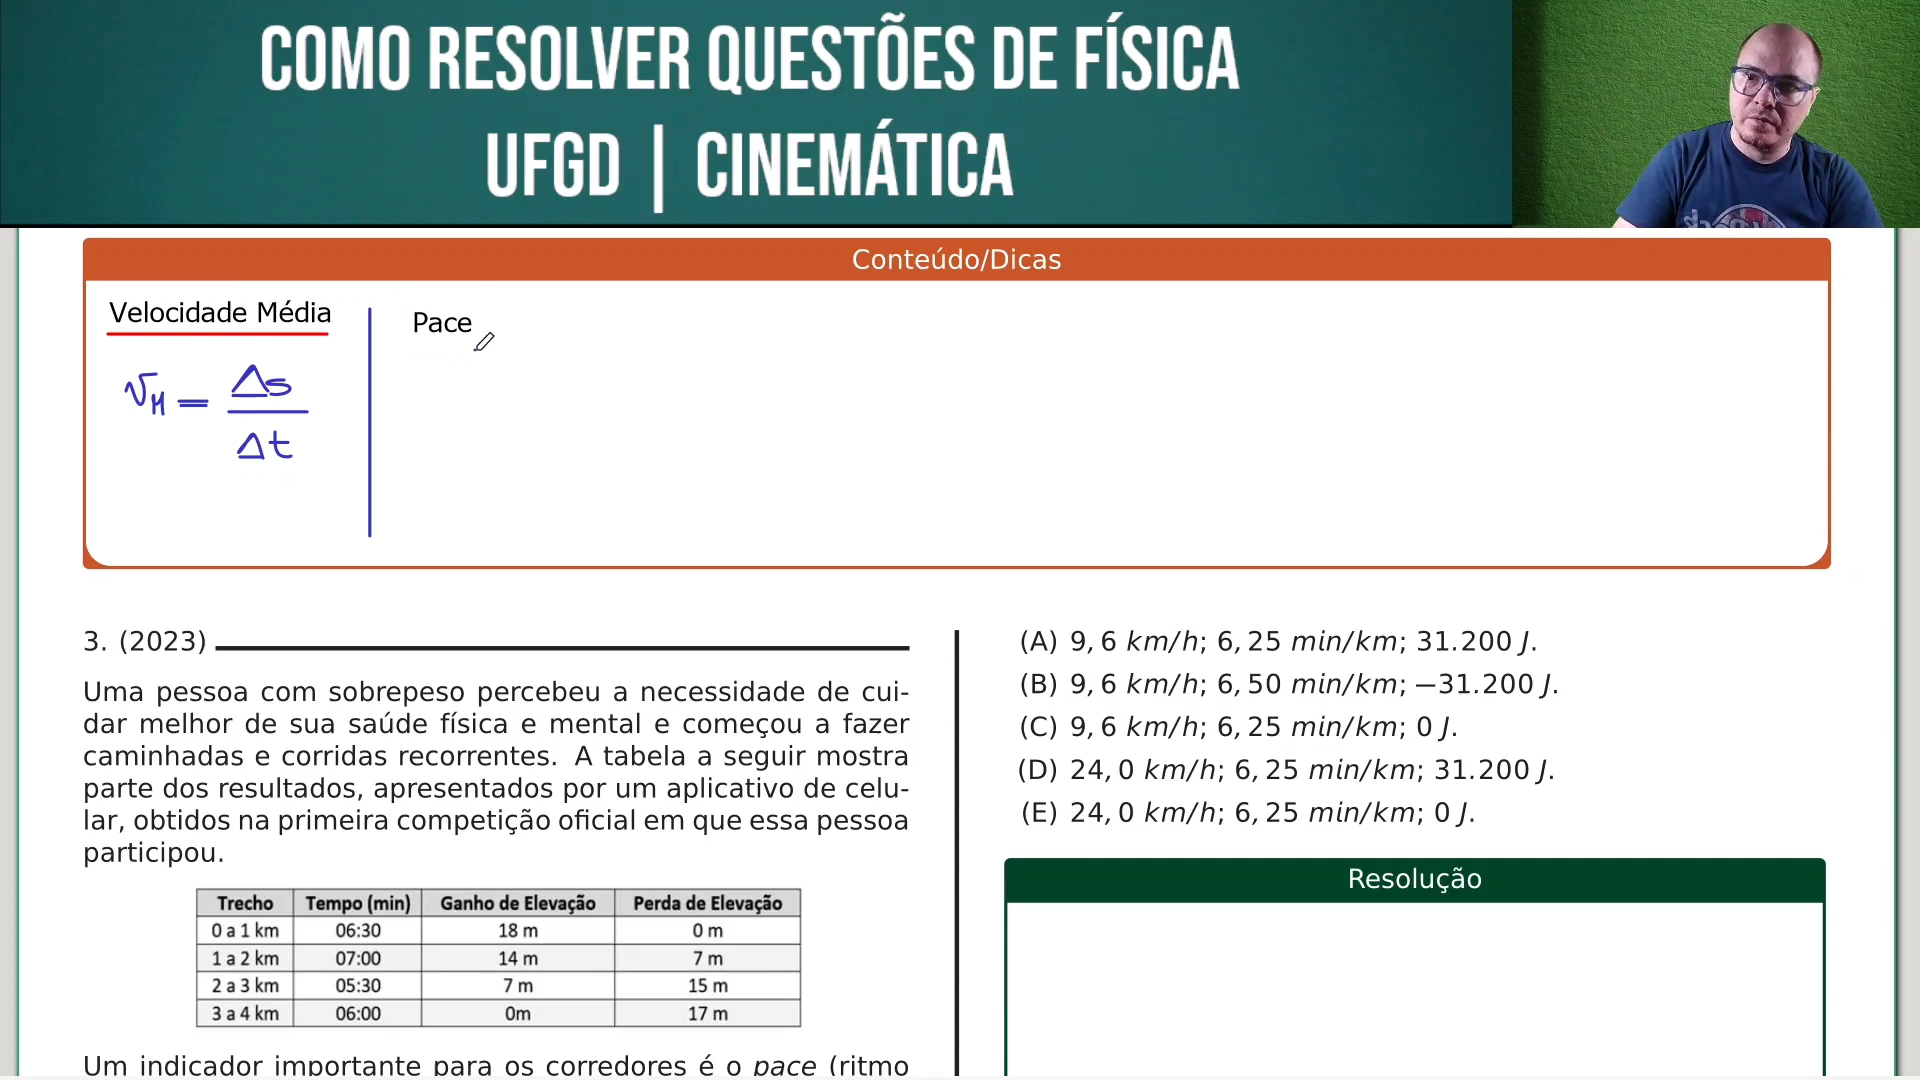 COMO RESOLVER QUESTÕES DE FÍSICA
UFGD | CINEMÁTICA
Conteúdo/Dicas
Velocidade Média
Pace
v_M = Δs
Δt
3. (2023)
Uma pessoa com sobrepeso percebeu a necessidade de cui-
dar melhor de sua saúde física e mental e começou a fazer
caminhadas e corridas recorrentes. A tabela a seguir mostra
parte dos resultados, apresentados por um aplicativo de celu-
lar, obtidos na primeira competição oficial em que essa pessoa
participou.
Trecho Tempo (min) Ganho de Elevação Perda de Elevação
0 a 1 km 06:30 18 m 0 m
1 a 2 km 07:00 14 m 7 m
2 a 3 km 05:30 7 m 15 m
3 a 4 km 06:00 0m 17 m
Um indicador importante para os corredores é o pace (ritmo
(A) 9, 6 km/h; 6, 25 min/km; 31.200 J.
(B) 9, 6 km/h; 6, 50 min/km; −31.200 J.
(C) 9, 6 km/h; 6, 25 min/km; 0 J.
(D) 24, 0 km/h; 6, 25 min/km; 31.200 J.
(E) 24, 0 km/h; 6, 25 min/km; 0 J.
Resolução